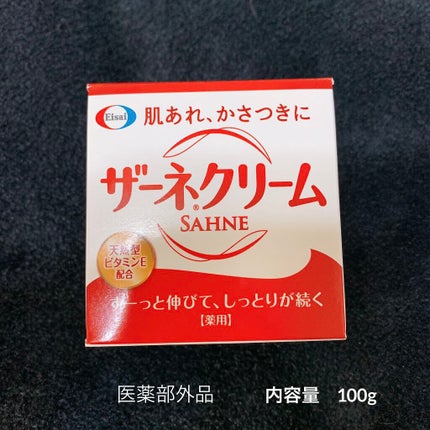 Eisai
肌あれ、かさつきに
ザーネ®クリーム
SAHNE
天然型
ビタミンE
配合
すーっと伸びて、しっとりが続く
【薬用】
医薬部外品 内容量 100g